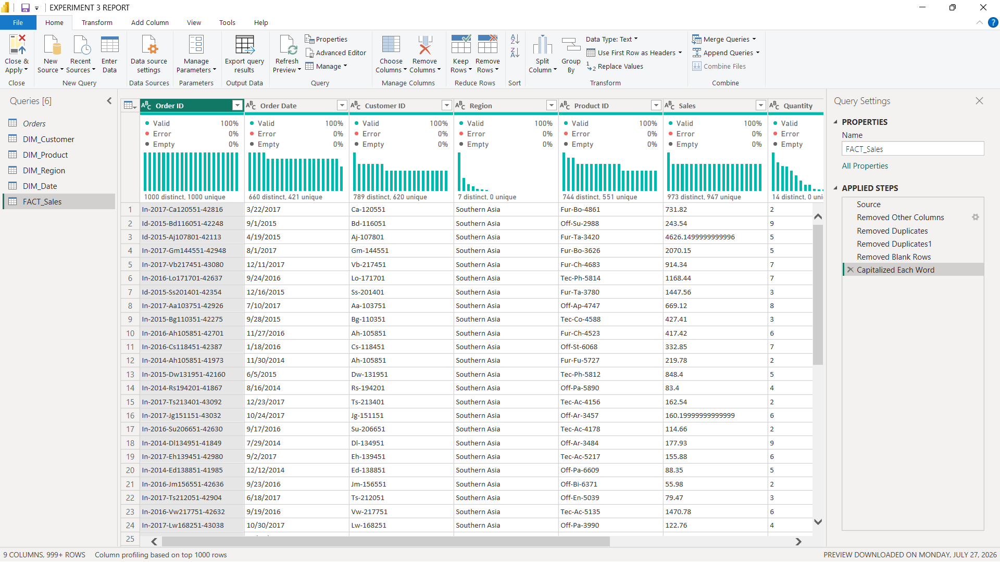 EXPERIMENT 3 REPORT
File Home Transform Add Column View Tools Help
Close & Apply
Close
New Source
Recent Sources
Enter Data
New Query
Data source settings
Data Sources
Manage Parameters
Parameters
Export query results
Output Data
Refresh Preview
Properties
Advanced Editor
Manage
Query
Choose Columns
Remove Columns
Manage Columns
Keep Rows
Remove Rows
Reduce Rows
Sort
Split Column
Group By
Data Type: Text
Use First Row as Headers
Replace Values
Transform
Merge Queries
Append Queries
Combine Files
Combine
Queries [6]
Orders
DIM_Customer
DIM_Product
DIM_Region
DIM_Date
FACT_Sales
Order ID Order Date Customer ID Region Product ID Sales Quantity
Valid 100% Valid 100% Valid 100% Valid 100% Valid 100% Valid 100% Valid
Error 0% Error 0% Error 0% Error 0% Error 0% Error 0% Error
Empty 0% Empty 0% Empty 0% Empty 0% Empty 0% Empty 0% Empty
1000 distinct, 1000 unique 660 distinct, 421 unique 789 distinct, 620 unique 7 distinct, 0 unique 744 distinct, 551 unique 973 distinct, 947 unique 14 distinct, 0 uni
1 In-2017-Ca120551-42816 3/22/2017 Ca-120551 Southern Asia Fur-Bo-4861 731.82 2
2 Id-2015-Bd116051-42248 9/1/2015 Bd-116051 Southern Asia Off-Su-2988 243.54 9
3 Id-2015-Aj107801-42113 4/19/2015 Aj-107801 Southern Asia Fur-Ta-3420 4626.1499999999996 5
4 In-2017-Gm144551-42948 8/1/2017 Gm-144551 Southern Asia Fur-Bo-3626 2070.15 5
5 In-2017-Vb217451-43080 12/11/2017 Vb-217451 Southern Asia Fur-Ch-4683 914.34 7
6 In-2016-Lo171701-42637 9/24/2016 Lo-171701 Southern Asia Tec-Ph-5814 1168.44 7
7 Id-2015-Ss201401-42354 12/16/2015 Ss-201401 Southern Asia Fur-Ta-3780 1447.56 3
8 In-2017-Aa103751-42926 7/10/2017 Aa-103751 Southern Asia Off-Ap-4747 669.12 8
9 In-2015-Bg110351-42275 9/28/2015 Bg-110351 Southern Asia Tec-Co-4588 427.41 3
10 In-2016-Ah105851-42701 11/27/2016 Ah-105851 Southern Asia Fur-Ch-4523 417.42 6
11 In-2016-Cs118451-42387 1/18/2016 Cs-118451 Southern Asia Off-St-6068 332.85 7
12 In-2014-Ah105851-41973 11/30/2014 Ah-105851 Southern Asia Fur-Fu-5727 219.78 2
13 In-2015-Dw131951-42160 6/5/2015 Dw-131951 Southern Asia Tec-Ph-5812 848.4 5
14 In-2014-Rs194201-41867 8/16/2014 Rs-194201 Southern Asia Off-Pa-5890 83.4 4
15 In-2017-Ts213401-43092 12/23/2017 Ts-213401 Southern Asia Tec-Ac-4156 162.54 2
16 In-2017-Jg151151-43032 10/24/2017 Jg-151151 Southern Asia Off-Ar-3457 160.19999999999999 6
17 In-2016-Su206651-42630 9/17/2016 Su-206651 Southern Asia Tec-Ac-4178 114.66 2
18 In-2014-Dl134951-41849 7/29/2014 Dl-134951 Southern Asia Off-Ar-3484 177.93 9
19 In-2017-Eh139451-42980 9/2/2017 Eh-139451 Southern Asia Tec-Ac-5217 155.88 6
20 In-2014-Ed138851-41985 12/12/2014 Ed-138851 Southern Asia Off-Pa-6609 88.35 5
21 In-2016-Jm156551-42636 9/23/2016 Jm-156551 Southern Asia Off-Bi-6371 55.98 2
22 In-2017-Ts212051-42904 6/18/2017 Ts-212051 Southern Asia Off-En-5039 79.47 3
23 In-2016-Vw217751-42632 9/19/2016 Vw-217751 Southern Asia Tec-Ac-5135 1470.78 6
24 In-2017-Lw168251-43038 10/30/2017 Lw-168251 Southern Asia Off-Pa-3990 122.76 4
25
Query Settings
PROPERTIES
Name
FACT_Sales
All Properties
APPLIED STEPS
Source
Removed Other Columns
Removed Duplicates
Removed Duplicates1
Removed Blank Rows
Capitalized Each Word
9 COLUMNS, 999+ ROWS Column profiling based on top 1000 rows PREVIEW DOWNLOADED ON MONDAY, JULY 27, 2026